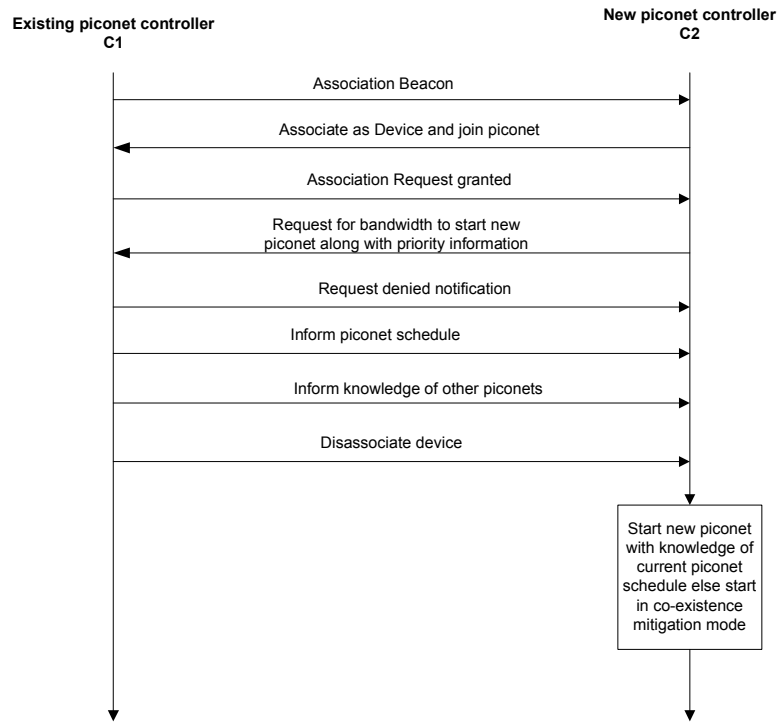 Existing piconet controller
C1
New piconet controller
C2
Association Beacon
Associate as Device and join piconet
Association Request granted
Request for bandwidth to start new
piconet along with priority information
Request denied notification
Inform piconet schedule
Inform knowledge of other piconets
Disassociate device
Start new piconet
with knowledge of
current piconet
schedule else start
in co-existence
mitigation mode